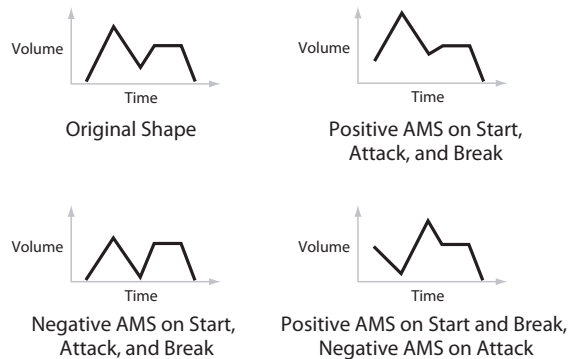 Volume
Time
Original Shape
Volume
Time
Positive AMS on Start,
Attack, and Break
Volume
Time
Negative AMS on Start,
Attack, and Break
Volume
Time
Positive AMS on Start and Break,
Negative AMS on Attack